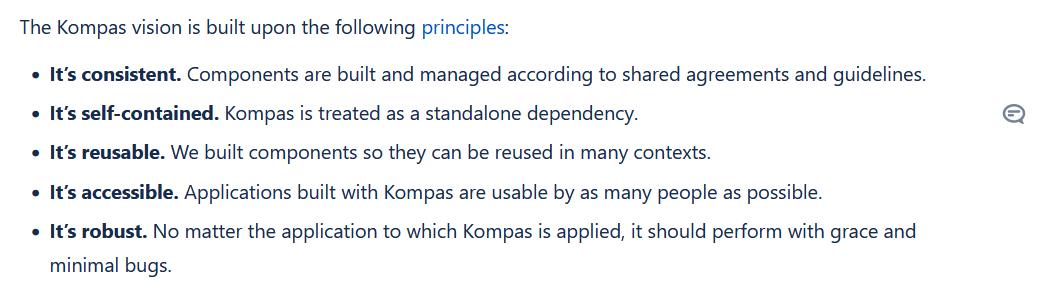 The Kompas vision is built upon the following principles:
• It’s consistent. Components are built and managed according to shared agreements and guidelines.
• It’s self-contained. Kompas is treated as a standalone dependency.
• It’s reusable. We built components so they can be reused in many contexts.
• It’s accessible. Applications built with Kompas are usable by as many people as possible.
• It’s robust. No matter the application to which Kompas is applied, it should perform with grace and
minimal bugs.